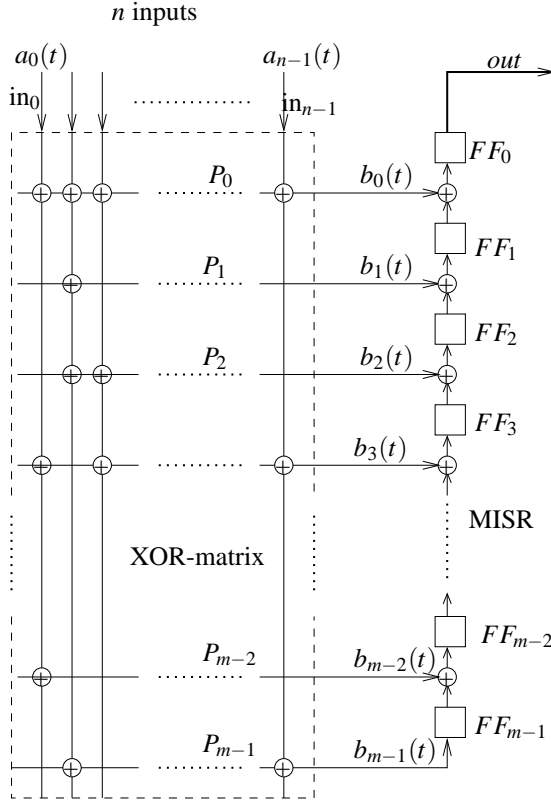 n inputs
a₀(t) aₙ₋₁(t) out
in₀ inₙ₋₁
FF₀
P₀ b₀(t)
FF₁
P₁ b₁(t)
FF₂
P₂ b₂(t)
FF₃
b₃(t)
MISR
XOR-matrix
FFₘ₋₂
Pₘ₋₂ bₘ₋₂(t)
FFₘ₋₁
Pₘ₋₁ bₘ₋₁(t)